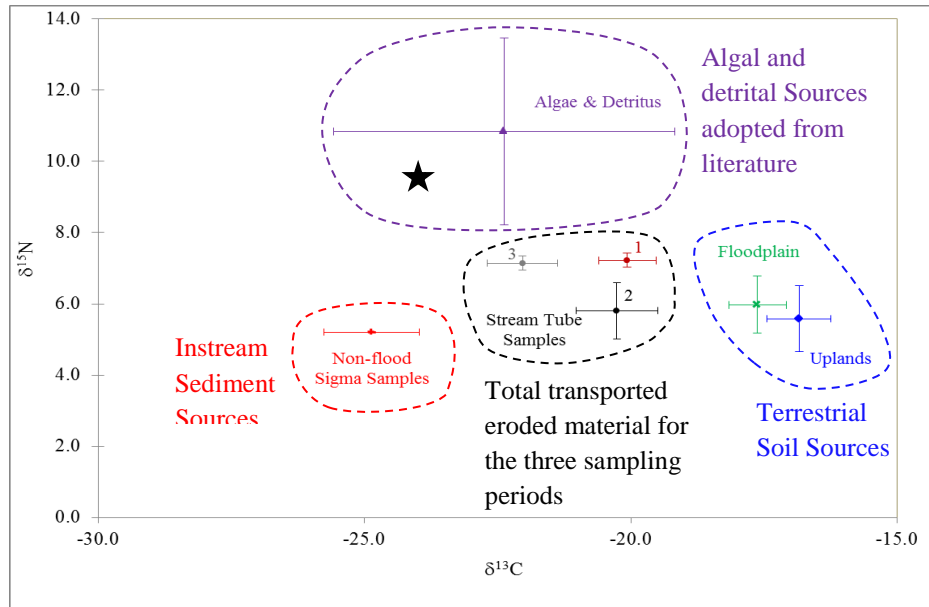 14.0
12.0
10.0
8.0
6.0
4.0
2.0
0.0
δ¹⁵N
-30.0
-25.0
-20.0
-15.0
δ¹³C
Algae & Detritus
Algal and
detrital Sources
adopted from
literature
3
1
2
Stream Tube
Samples
Floodplain
Uplands
Non-flood
Sigma Samples
Instream
Sediment
Sources
Total transported
eroded material for
the three sampling
periods
Terrestrial
Soil Sources